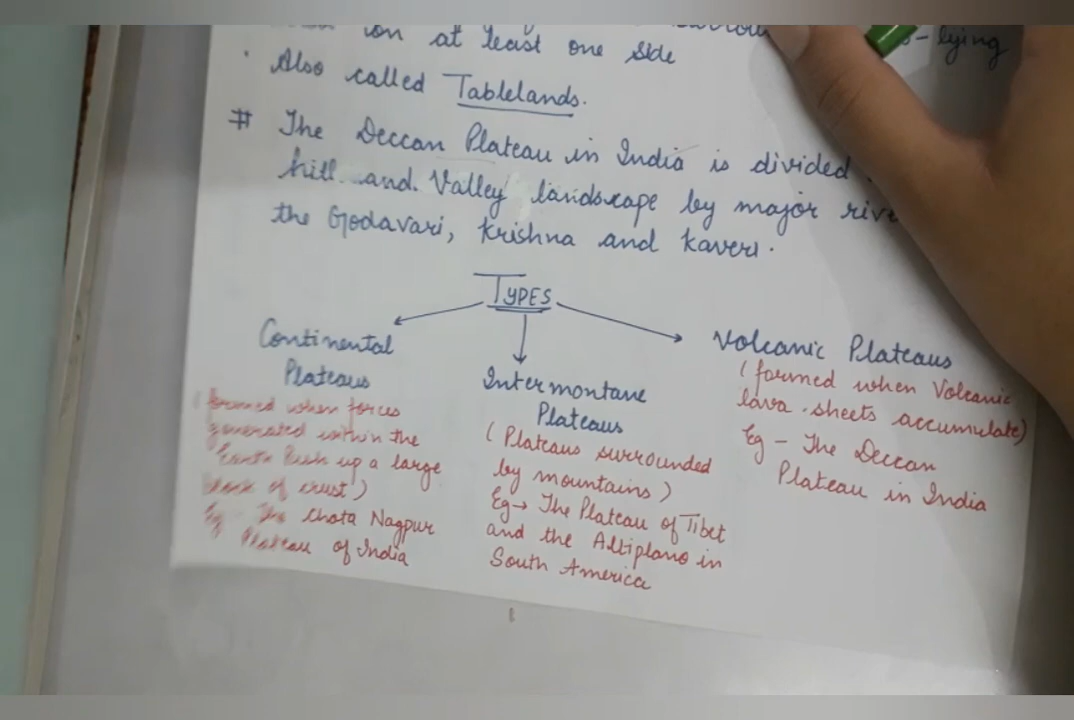 on at least one side
lying
· Also called Tablelands.
# The Deccan Plateau in India is divided
hill and Valley landscape by major
the Godavari, Krishna and Kaveri.
TYPES
Continental
Plateaus
(formed when forces
generated within the
Earth Push up a large
block of crust)
Eg - The Chota Nagpur
Plateau of India
Intermontane
Plateaus
(Plateaus surrounded
by mountains)
Eg → The Plateau of Tibet
and the Altiplano in
South America
Volcanic Plateaus
(formed when Volcanic
lava sheets accumulate)
Eg - The Deccan
Plateau in India